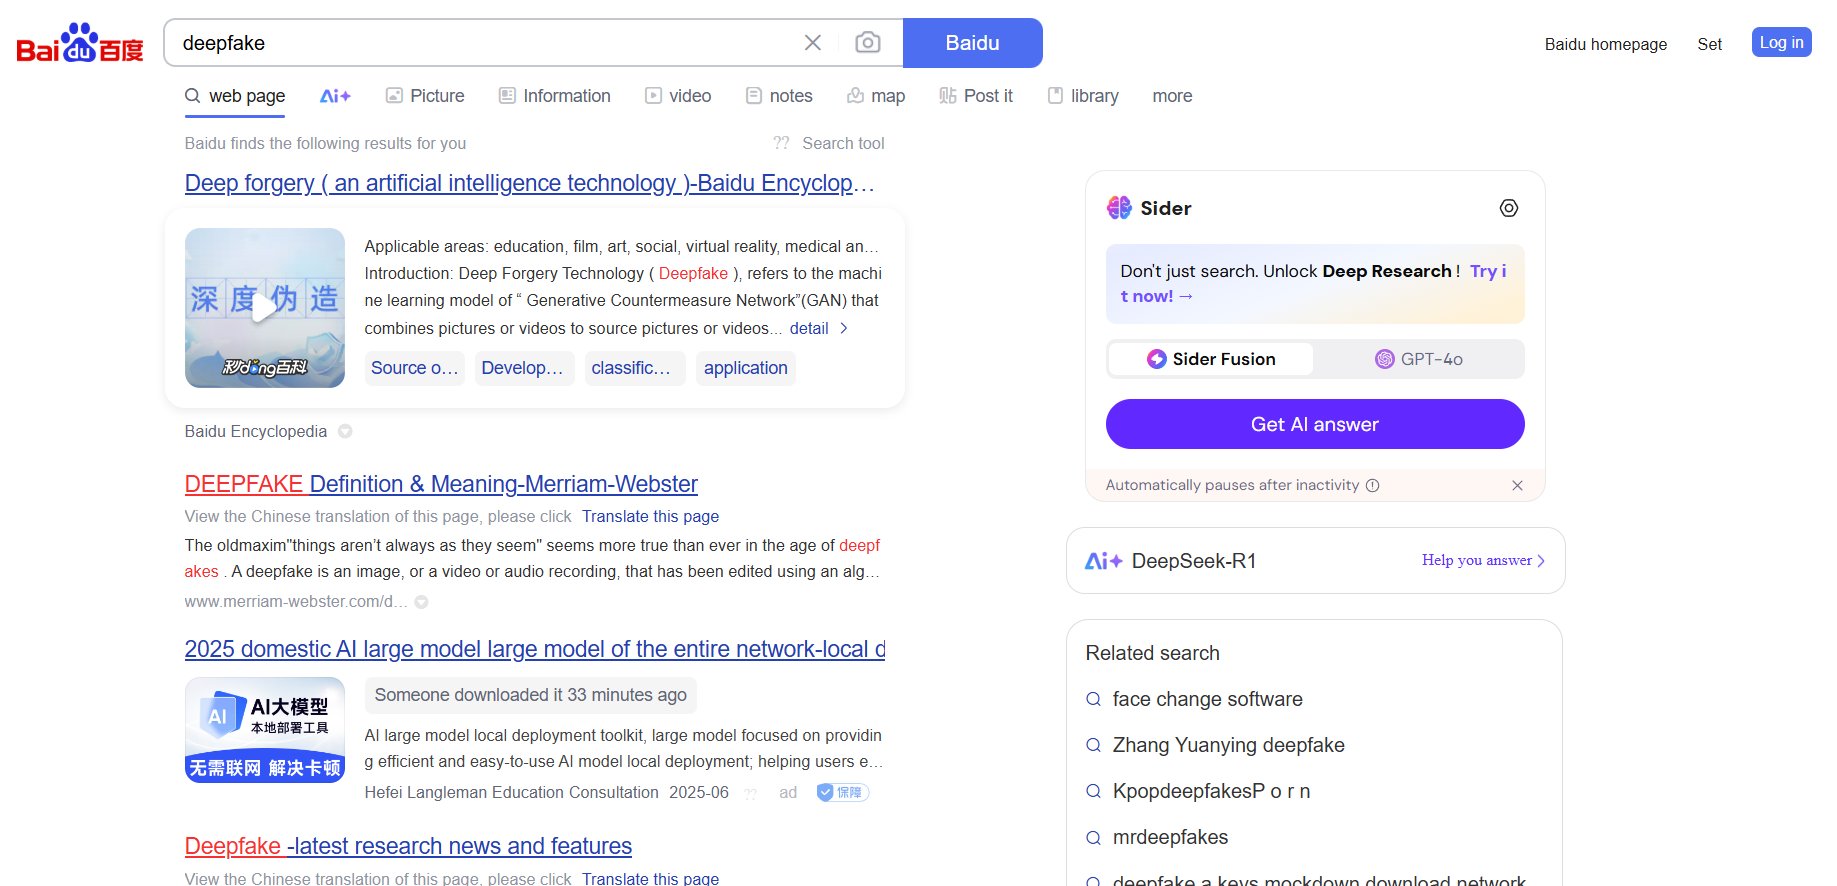 Baidu百度
deepfake
Baidu
Baidu homepage
Set
Log in
web page
Ai
Picture
Information
video
notes
map
贴 Post it
library
more
Baidu finds the following results for you
?? Search tool
Deep forgery ( an artificial intelligence technology )-Baidu Encyclop…
深度伪造
秒dong百科
Applicable areas: education, film, art, social, virtual reality, medical an…
Introduction: Deep Forgery Technology ( Deepfake ), refers to the machi
ne learning model of “ Generative Countermeasure Network”(GAN) that
combines pictures or videos to source pictures or videos... detail >
Source o…
Develop…
classific…
application
Baidu Encyclopedia
DEEPFAKE Definition & Meaning-Merriam-Webster
View the Chinese translation of this page, please click Translate this page
The oldmaxim"things aren’t always as they seem" seems more true than ever in the age of deepf
akes . A deepfake is an image, or a video or audio recording, that has been edited using an alg…
www.merriam-webster.com/d…
2025 domestic AI large model large model of the entire network-local d
AI
AI大模型
本地部署工具
无需联网 解决卡顿
Someone downloaded it 33 minutes ago
AI large model local deployment toolkit, large model focused on providin
g efficient and easy-to-use AI model local deployment; helping users e…
Hefei Langleman Education Consultation 2025-06 ?? ad 保障
Deepfake -latest research news and features
View the Chinese translation of this page, please click Translate this page
Sider
Don't just search. Unlock Deep Research ! Try i
t now! →
Sider Fusion
GPT-4o
Get AI answer
Automatically pauses after inactivity
Ai DeepSeek-R1
Help you answer >
Related search
face change software
Zhang Yuanying deepfake
KpopdeepfakesP o r n
mrdeepfakes
deepfake a keys mockdown download network